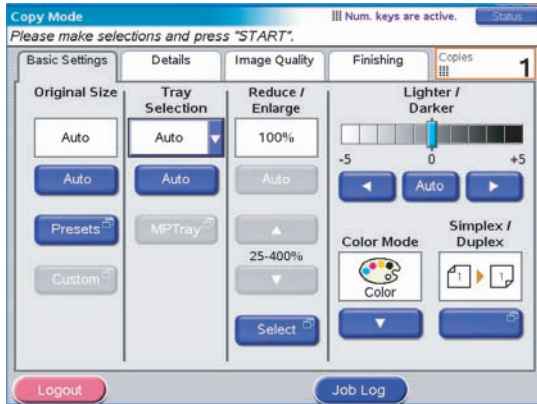 Copy Mode
Num. keys are active.
Status
Please make selections and press "START".
Basic Settings
Details
Image Quality
Finishing
Copies
1
Original Size
Auto
Auto
Presets
Custom
Tray
Selection
Auto
Auto
MPTray
Reduce /
Enlarge
100%
Auto
25-400%
Select
Lighter /
Darker
-5 0 +5
Auto
Color Mode
Color
Simplex /
Duplex
1 1
Logout
Job Log